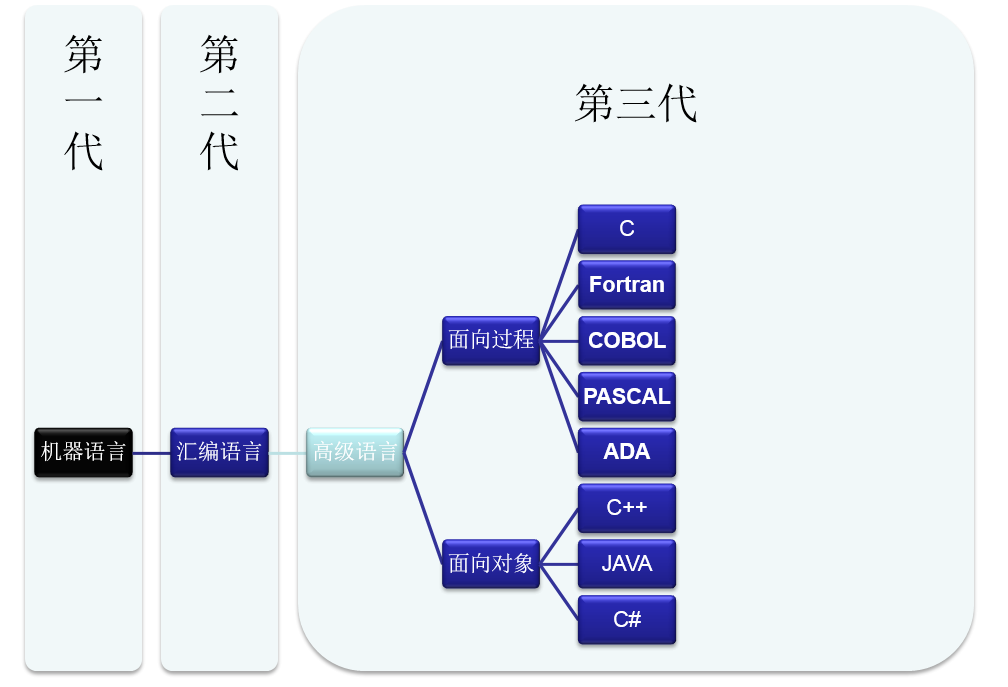 第一代
第二代
第三代
机器语言
汇编语言
高级语言
面向过程
C
Fortran
COBOL
PASCAL
ADA
面向对象
C++
JAVA
C#